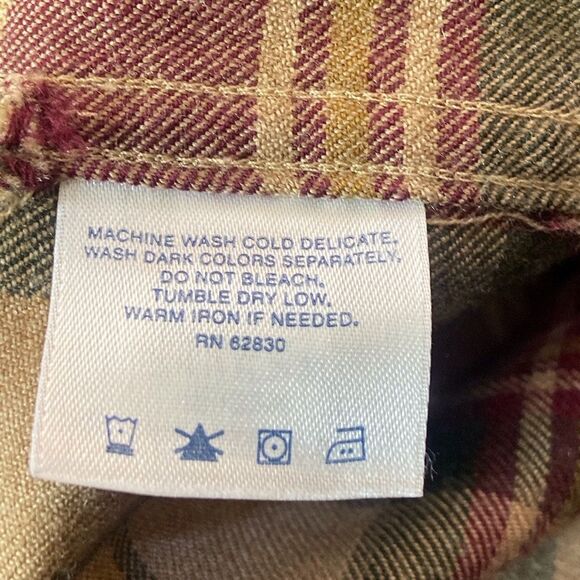 MACHINE WASH COLD DELICATE.
WASH DARK COLORS SEPARATELY.
DO NOT BLEACH.
TUMBLE DRY LOW.
WARM IRON IF NEEDED.
RN 62830